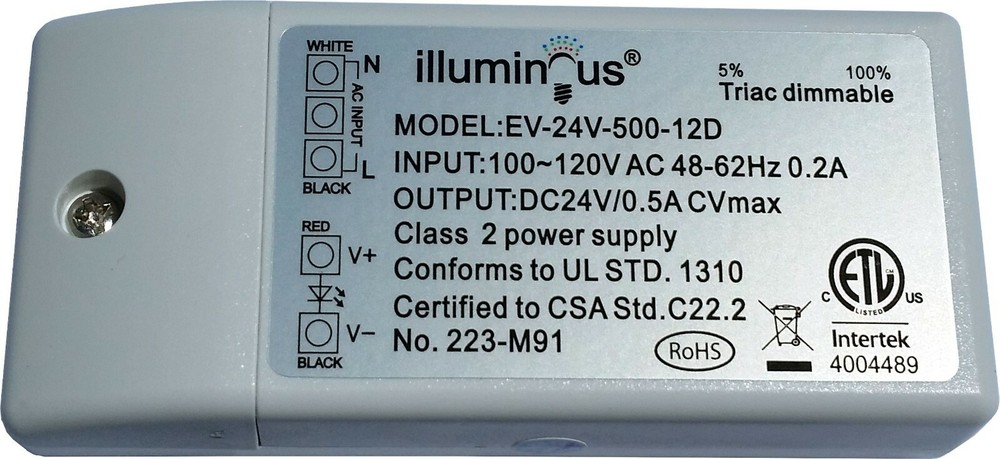 WHITE
N
AC INPUT
L
BLACK
RED
V+
V−
BLACK
illuminous®
5% 100%
Triac dimmable
MODEL:EV-24V-500-12D
INPUT:100~120V AC 48-62Hz 0.2A
OUTPUT:DC24V/0.5A CVmax
Class 2 power supply
Conforms to UL STD. 1310
Certified to CSA Std.C22.2
No. 223-M91
RoHS
ETL CM
C US
LISTED
Intertek
4004489